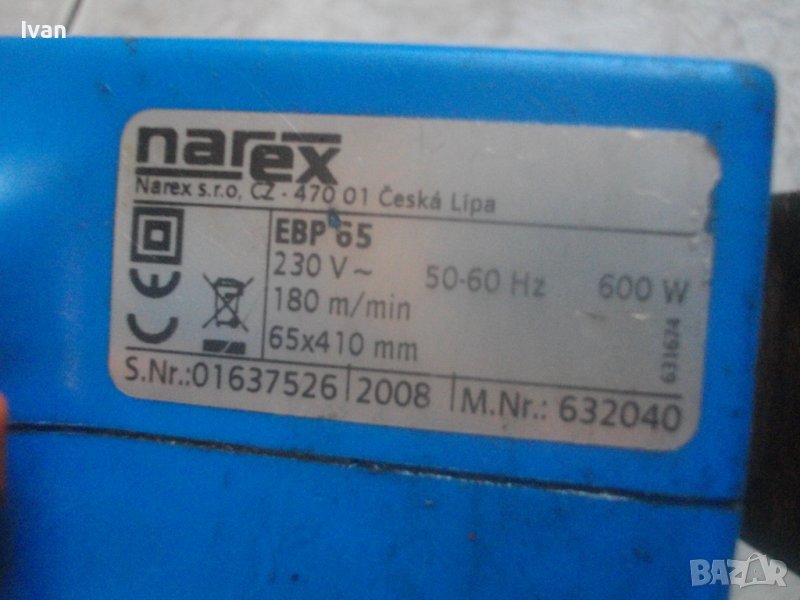 Ivan
narex
Narex s.r.o, CZ - 470 01 Česká Lípa
EBP 65
230 V~ 50-60 Hz 600 W
180 m/min
65x410 mm
631674
S.Nr.:01637526 2008 M.Nr.: 632040
BAZAR